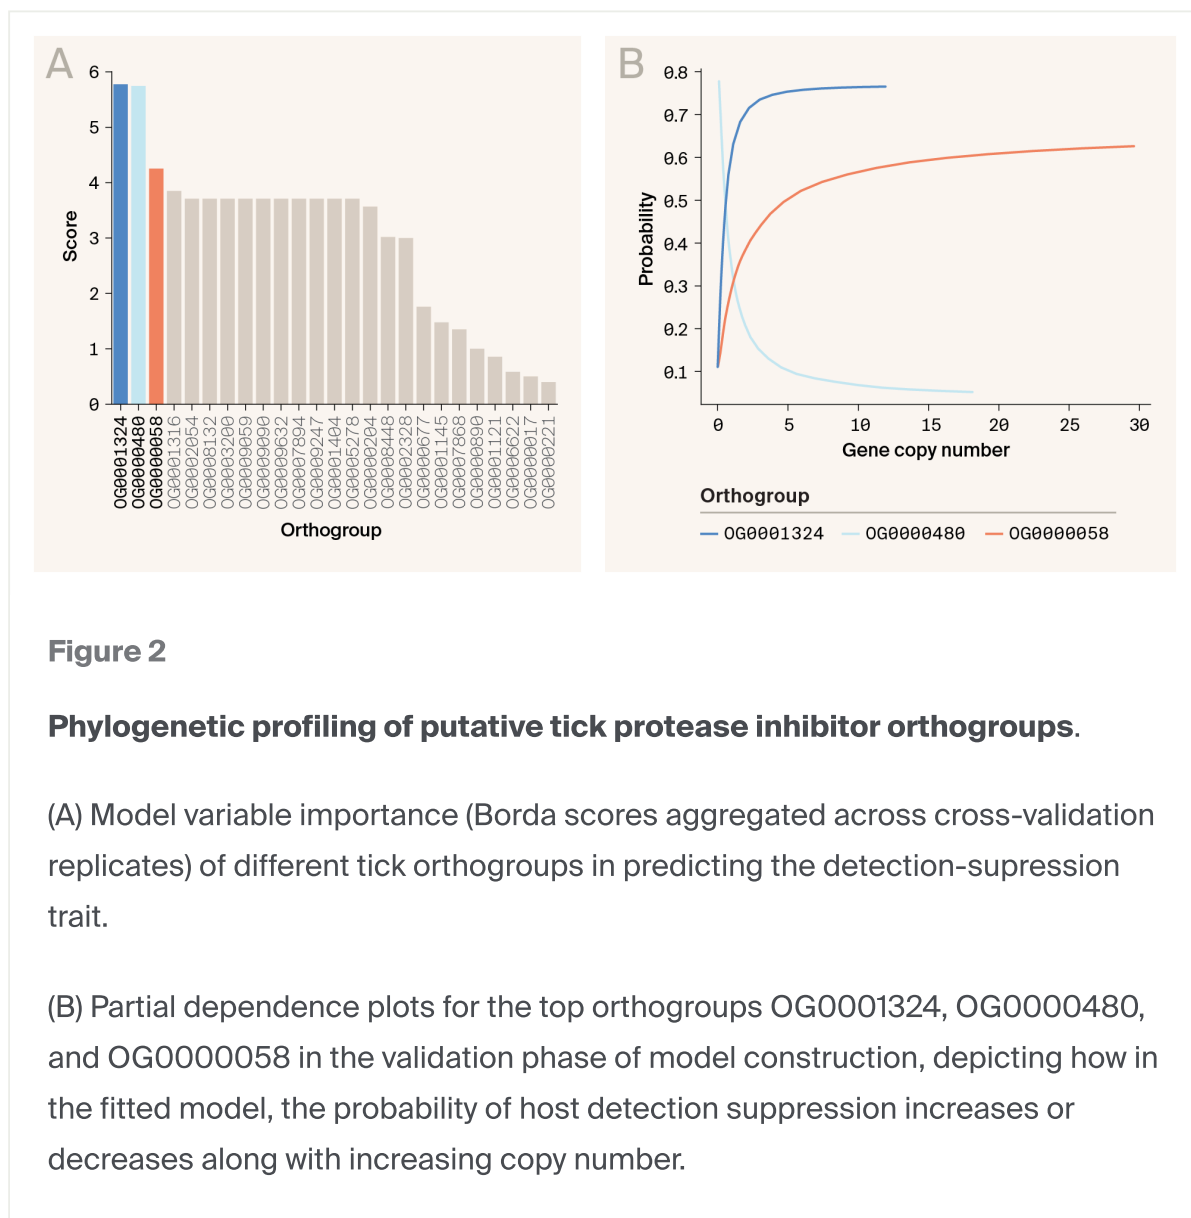 A
6
5
4
3
2
1
0
Score
OG0001324
OG0000480
OG0000058
OG0001316
OG0002054
OG0008132
OG0003200
OG0009059
OG0009090
OG0009632
OG0007894
OG0009247
OG0001404
OG0005278
OG0000204
OG0008448
OG0002328
OG0000677
OG0001145
OG0007868
OG0000890
OG0001121
OG0006622
OG0000017
OG0000221
Orthogroup
B
0.8
0.7
0.6
0.5
0.4
0.3
0.2
0.1
Probability
0 5 10 15 20 25 30
Gene copy number
Orthogroup
OG0001324 OG0000480 OG0000058
Figure 2
Phylogenetic profiling of putative tick protease inhibitor orthogroups.
(A) Model variable importance (Borda scores aggregated across cross-validation
replicates) of different tick orthogroups in predicting the detection-supression
trait.
(B) Partial dependence plots for the top orthogroups OG0001324, OG0000480,
and OG0000058 in the validation phase of model construction, depicting how in
the fitted model, the probability of host detection suppression increases or
decreases along with increasing copy number.